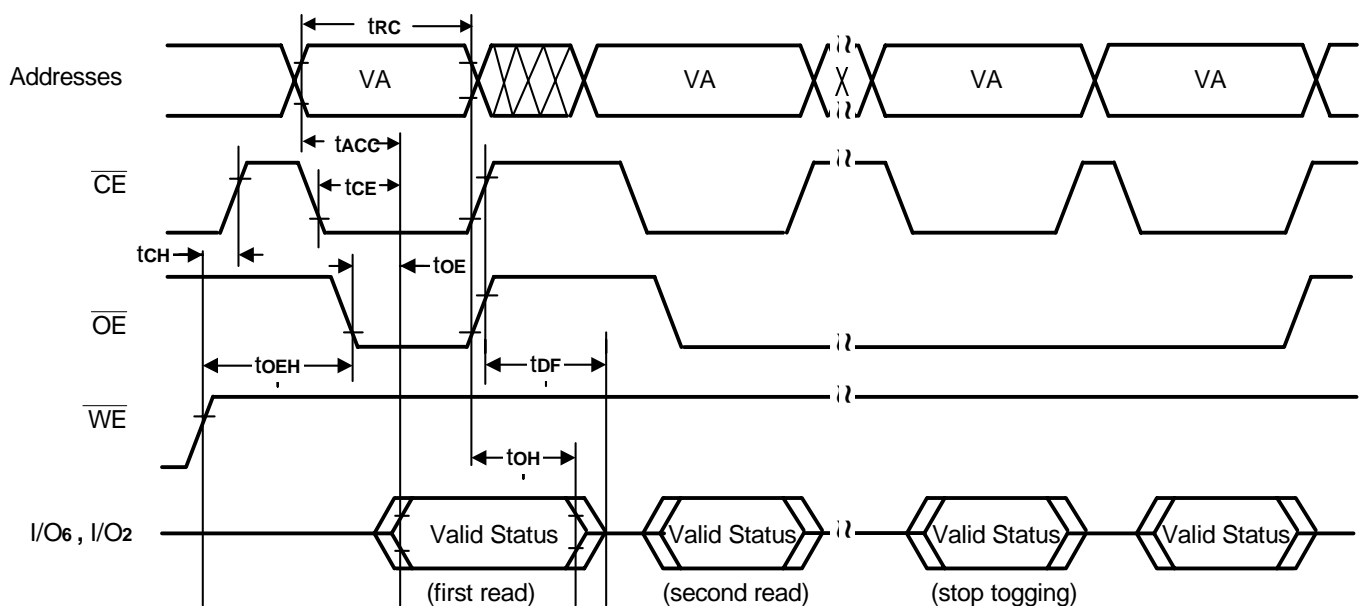 tRC
Addresses VA VA X VA VA
tACC
CE tCE
tCH tOE
OE
tOEH tDF
WE
tOH
I/O6 , I/O2 Valid Status Valid Status Valid Status Valid Status
(first read) (second read) (stop togging)